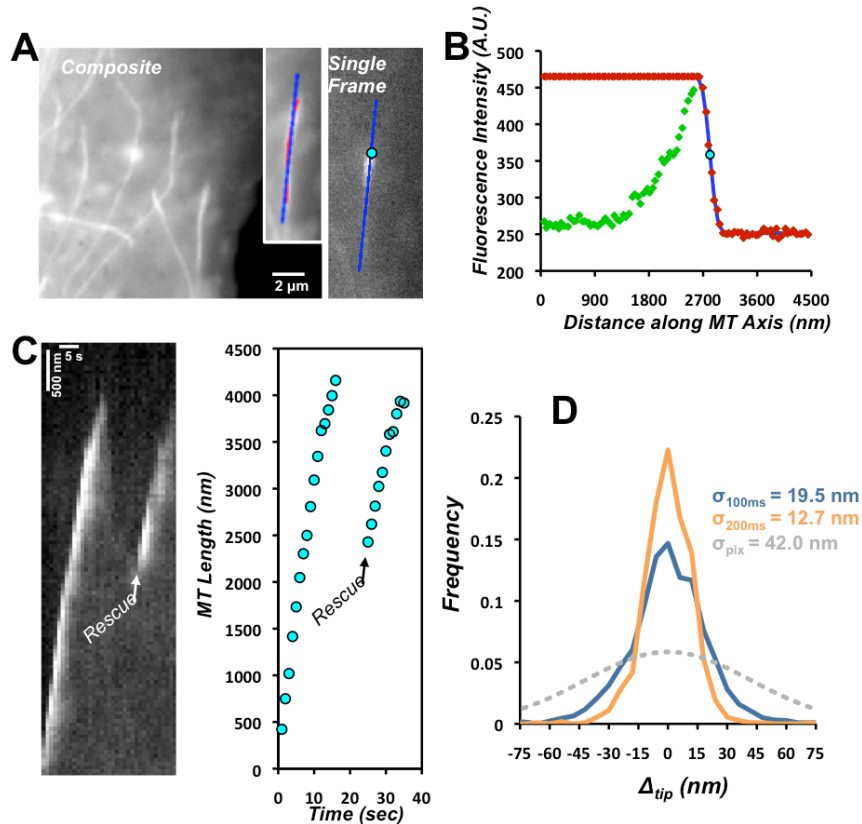 A
Composite
Single
Frame
2 µm
B
Fluorescence Intensity (A.U.)
500
450
400
350
300
250
200
0 900 1800 2700 3600 4500
Distance along MT Axis (nm)
C
5 s
500 nm
Rescue
MT Length (nm)
4500
4000
3500
3000
2500
2000
1500
1000
500
0
Rescue
0 10 20 30 40
Time (sec)
D
Frequency
0.25
0.2
0.15
0.1
0.05
0
σ100ms = 19.5 nm
σ200ms = 12.7 nm
σpix = 42.0 nm
-75 -60 -45 -30 -15 0 15 30 45 60 75
Δtip (nm)